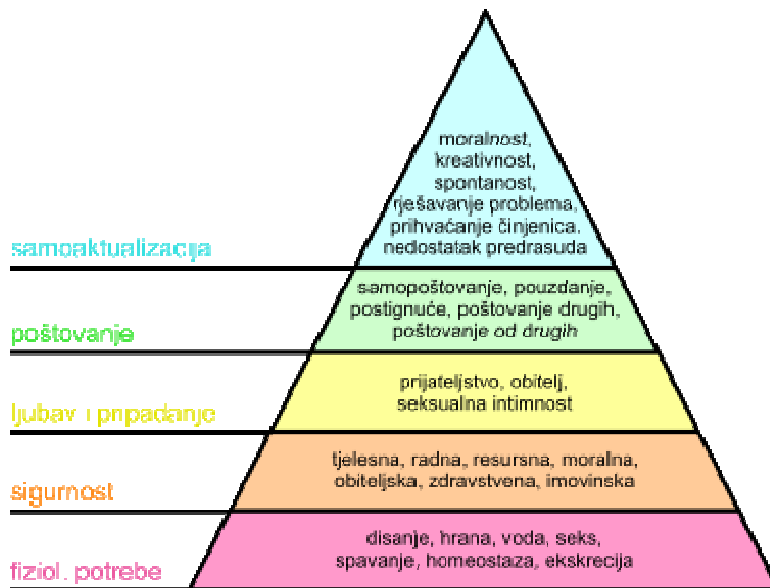 moralnost,
kreativnost,
spontanost,
rješavanje problema,
prihvaćanje činjenica,
nedostatak predrasuda
samoaktualizacija
samopoštovanje, pouzdanje,
postignuće, poštovanje drugih,
poštovanje od drugih
poštovanje
prijateljstvo, obitelj,
seksualna intimnost
ljubav i pripadanje
tjelesna, radna, resursna, moralna,
obiteljska, zdravstvena, imovinska
sigurnost
disanje, hrana, voda, seks,
spavanje, homeostaza, ekskrecija
fiziol. potrebe